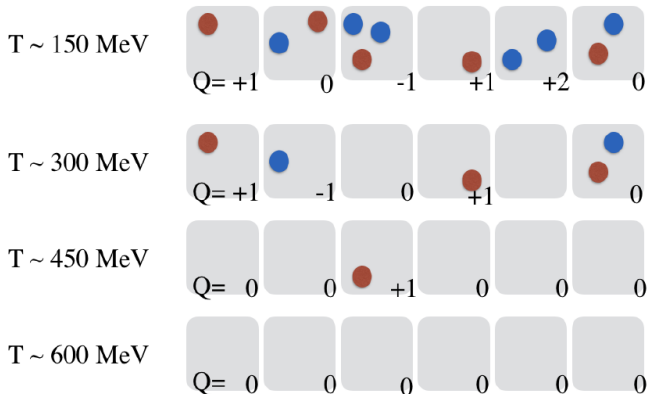 T ~ 150 MeV
Q= +1 0 -1 +1 +2 0
T ~ 300 MeV
Q= +1 -1 0 +1 0
T ~ 450 MeV
Q= 0 0 +1 0 0 0
T ~ 600 MeV
Q= 0 0 0 0 0 0